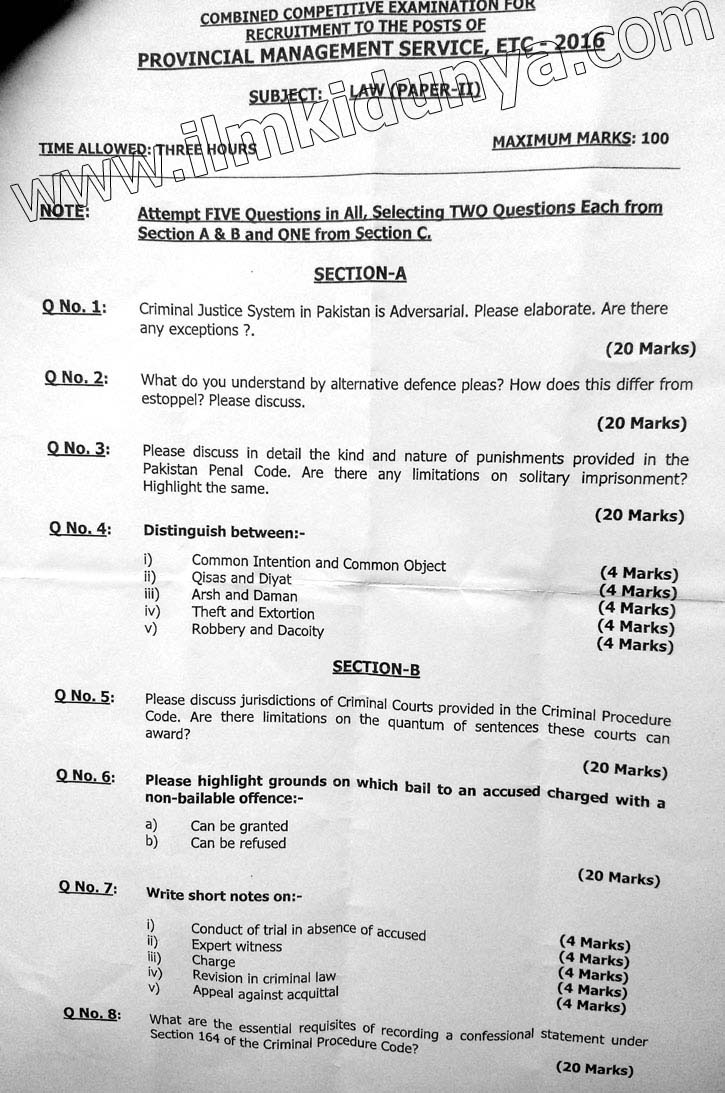 COMBINED COMPETITIVE EXAMINATION FOR
RECRUITMENT TO THE POSTS OF
PROVINCIAL MANAGEMENT SERVICE, ETC - 2016
SUBJECT: LAW (PAPER-II)
TIME ALLOWED: THREE HOURS MAXIMUM MARKS: 100
www.ilmkidunya.com
NOTE: Attempt FIVE Questions in All, Selecting TWO Questions Each from
Section A & B and ONE from Section C.
SECTION-A
Q No. 1: Criminal Justice System in Pakistan is Adversarial. Please elaborate. Are there
any exceptions ?.
(20 Marks)
Q No. 2: What do you understand by alternative defence pleas? How does this differ from
estoppel? Please discuss.
(20 Marks)
Q No. 3: Please discuss in detail the kind and nature of punishments provided in the
Pakistan Penal Code. Are there any limitations on solitary imprisonment?
Highlight the same.
(20 Marks)
Q No. 4: Distinguish between:-
i) Common Intention and Common Object (4 Marks)
ii) Qisas and Diyat (4 Marks)
iii) Arsh and Daman (4 Marks)
iv) Theft and Extortion (4 Marks)
v) Robbery and Dacoity (4 Marks)
SECTION-B
Q No. 5: Please discuss jurisdictions of Criminal Courts provided in the Criminal Procedure
Code. Are there limitations on the quantum of sentences these courts can
award?
(20 Marks)
Q No. 6: Please highlight grounds on which bail to an accused charged with a
non-bailable offence:-
a) Can be granted
b) Can be refused
(20 Marks)
Q No. 7: Write short notes on:-
i) Conduct of trial in absence of accused (4 Marks)
ii) Expert witness (4 Marks)
iii) Charge (4 Marks)
iv) Revision in criminal law (4 Marks)
v) Appeal against acquittal (4 Marks)
Q No. 8: What are the essential requisites of recording a confessional statement under
Section 164 of the Criminal Procedure Code?
(20 Marks)